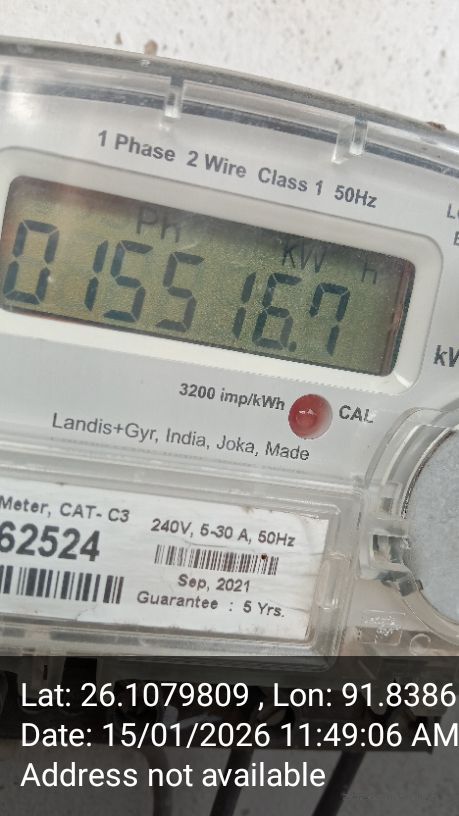 1 Phase 2 Wire Class 1 50Hz
Ph kW h
015516.7
3200 imp/kWh CAL
Landis+Gyr, India, Joka, Made
Meter, CAT- C3
62524
240V, 5-30 A, 50Hz
Sep, 2021
Guarantee : 5 Yrs.
Lat: 26.1079809 , Lon: 91.8386
Date: 15/01/2026 11:49:06 AM
Address not available